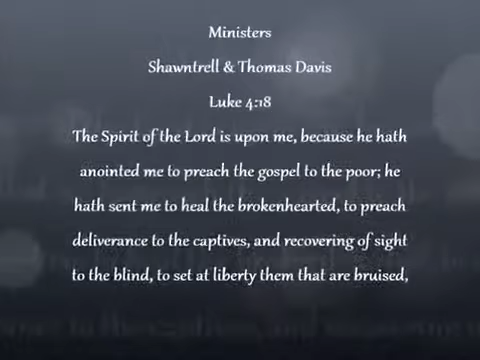 Ministers
Shawntrell & Thomas Davis
Luke 4:18
The Spirit of the Lord is upon me, because he hath
anointed me to preach the gospel to the poor; he
hath sent me to heal the brokenhearted, to preach
deliverance to the captives, and recovering of sight
to the blind, to set at liberty them that are bruised,